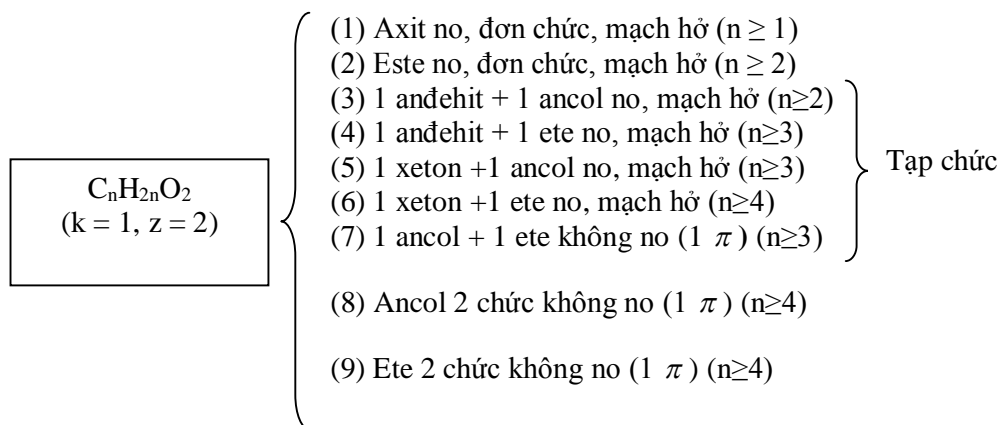 (1) Axit no, đơn chức, mạch hở (n ≥ 1)
(2) Este no, đơn chức, mạch hở (n ≥ 2)
(3) 1 anđehit + 1 ancol no, mạch hở (n≥2)
(4) 1 anđehit + 1 ete no, mạch hở (n≥3)
(5) 1 xeton +1 ancol no, mạch hở (n≥3)
(6) 1 xeton +1 ete no, mạch hở (n≥4)
(7) 1 ancol + 1 ete không no (1 π) (n≥3)
Tạp chức
CₙH₂ₙO₂
(k = 1, z = 2)
(8) Ancol 2 chức không no (1 π) (n≥4)
(9) Ete 2 chức không no (1 π) (n≥4)